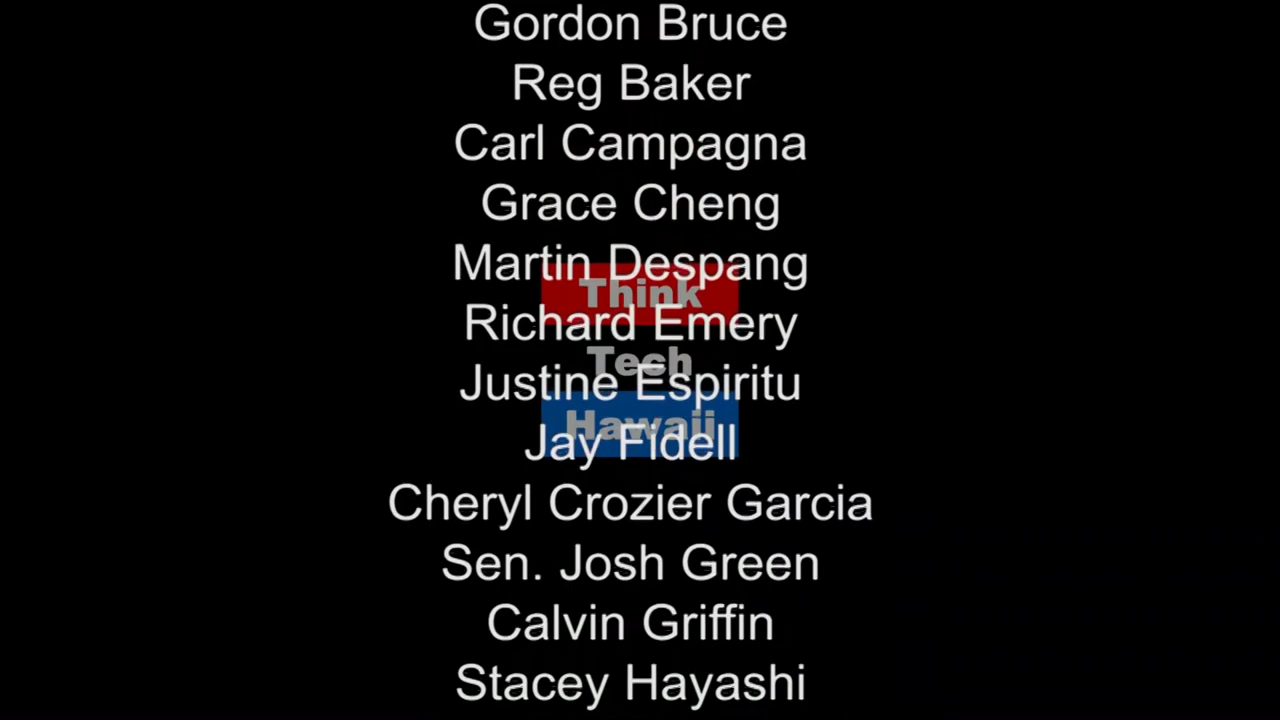 Gordon Bruce
Reg Baker
Carl Campagna
Grace Cheng
Martin Despang
Think
Richard Emery
Tech
Justine Espiritu
Hawaii
Jay Fidell
Cheryl Crozier Garcia
Sen. Josh Green
Calvin Griffin
Stacey Hayashi